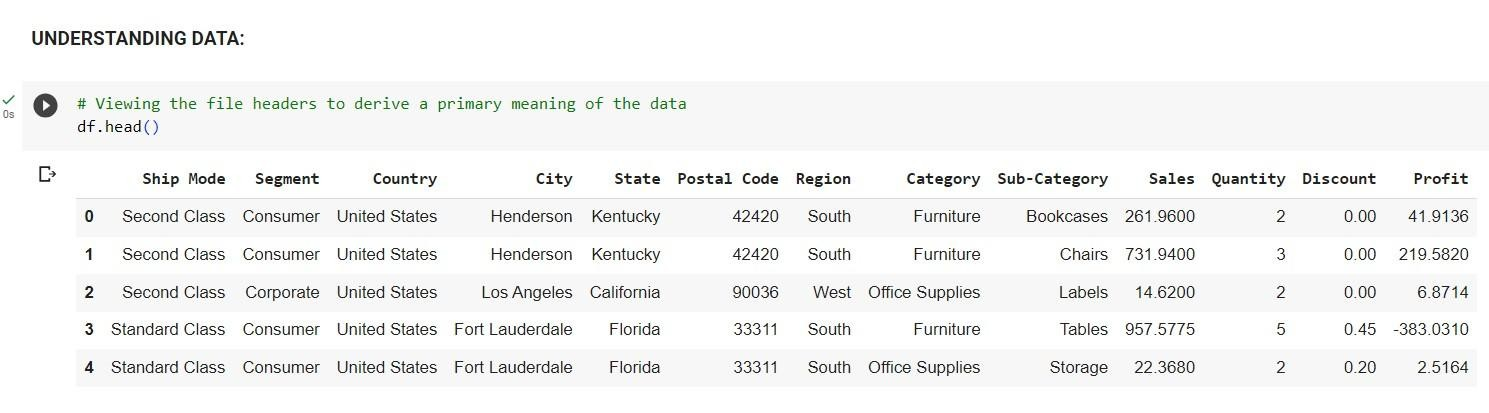 UNDERSTANDING DATA:
# Viewing the file headers to derive a primary meaning of the data
0s
df.head()
Ship Mode Segment Country City State Postal Code Region Category Sub-Category Sales Quantity Discount Profit
0 Second Class Consumer United States Henderson Kentucky 42420 South Furniture Bookcases 261.9600 2 0.00 41.9136
1 Second Class Consumer United States Henderson Kentucky 42420 South Furniture Chairs 731.9400 3 0.00 219.5820
2 Second Class Corporate United States Los Angeles California 90036 West Office Supplies Labels 14.6200 2 0.00 6.8714
3 Standard Class Consumer United States Fort Lauderdale Florida 33311 South Furniture Tables 957.5775 5 0.45 -383.0310
4 Standard Class Consumer United States Fort Lauderdale Florida 33311 South Office Supplies Storage 22.3680 2 0.20 2.5164